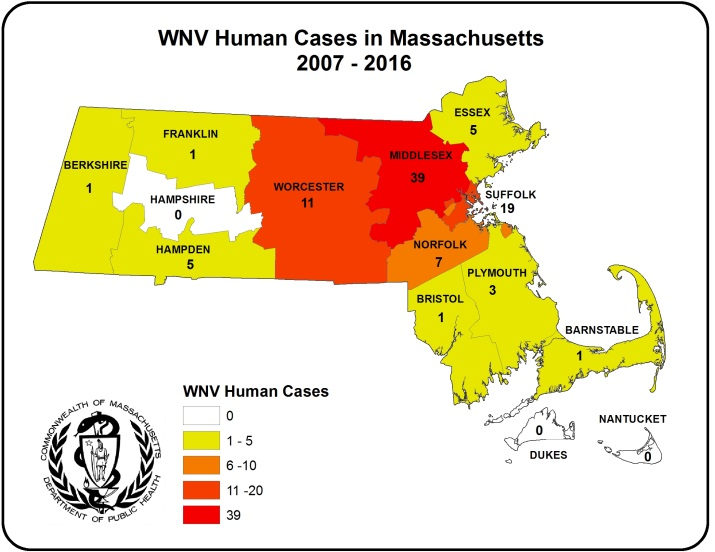 WNV Human Cases in Massachusetts
2007 - 2016
ESSEX
5
FRANKLIN
1
MIDDLESEX
39
BERKSHIRE
1
WORCESTER
11
SUFFOLK
19
HAMPSHIRE
0
NORFOLK
7
HAMPDEN
5
PLYMOUTH
3
BRISTOL
1
BARNSTABLE
1
WNV Human Cases
0
1 - 5
6 -10
11 -20
39
NANTUCKET
0
0
DUKES
COMMONWEALTH OF MASSACHUSETTS
DEPARTMENT OF PUBLIC HEALTH